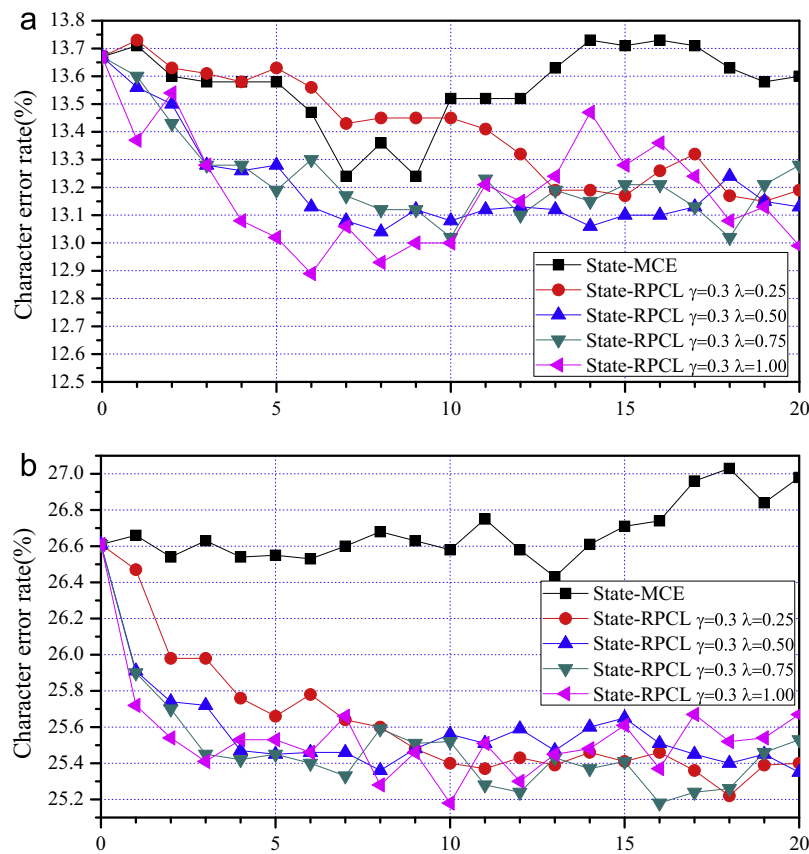 a
13.8
13.7
13.6
13.5
13.4
13.3
13.2
13.1
13.0
12.9
12.8
12.7
12.6
12.5
Character error rate(%)
State-MCE
State-RPCL γ=0.3 λ=0.25
State-RPCL γ=0.3 λ=0.50
State-RPCL γ=0.3 λ=0.75
State-RPCL γ=0.3 λ=1.00
0 5 10 15 20
b
27.0
26.8
26.6
26.4
26.2
26.0
25.8
25.6
25.4
25.2
Character error rate(%)
State-MCE
State-RPCL γ=0.3 λ=0.25
State-RPCL γ=0.3 λ=0.50
State-RPCL γ=0.3 λ=0.75
State-RPCL γ=0.3 λ=1.00
0 5 10 15 20